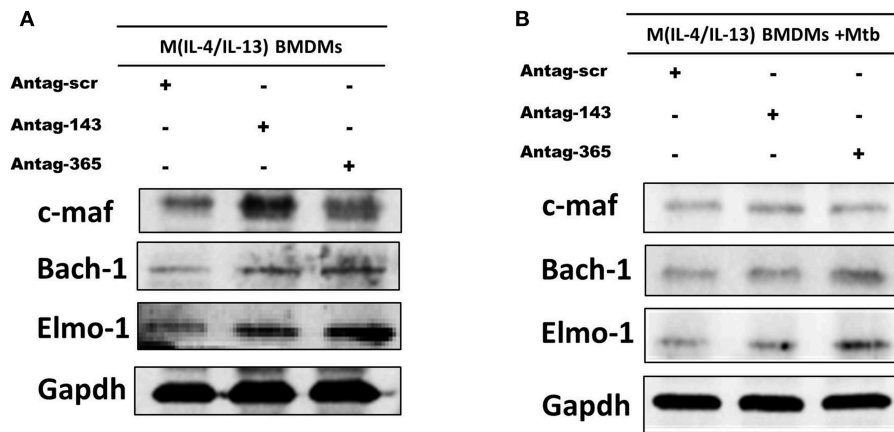 A
M(IL-4/IL-13) BMDMs
Antag-scr + - -
Antag-143 - + -
Antag-365 - - +
c-maf
Bach-1
Elmo-1
Gapdh
B
M(IL-4/IL-13) BMDMs +Mtb
Antag-scr + - -
Antag-143 - + -
Antag-365 - - +
c-maf
Bach-1
Elmo-1
Gapdh